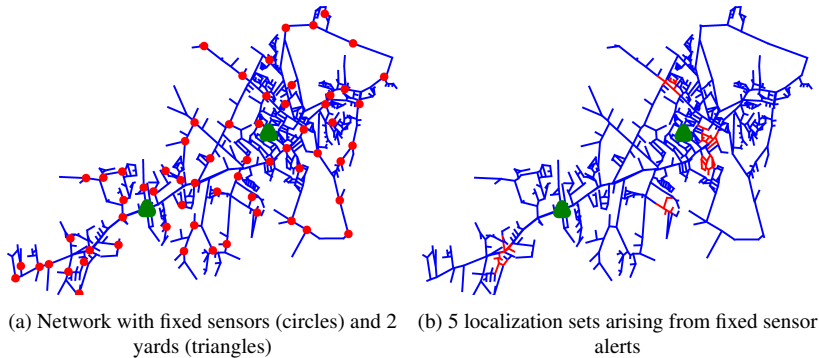 (a) Network with fixed sensors (circles) and 2
yards (triangles)
(b) 5 localization sets arising from fixed sensor
alerts